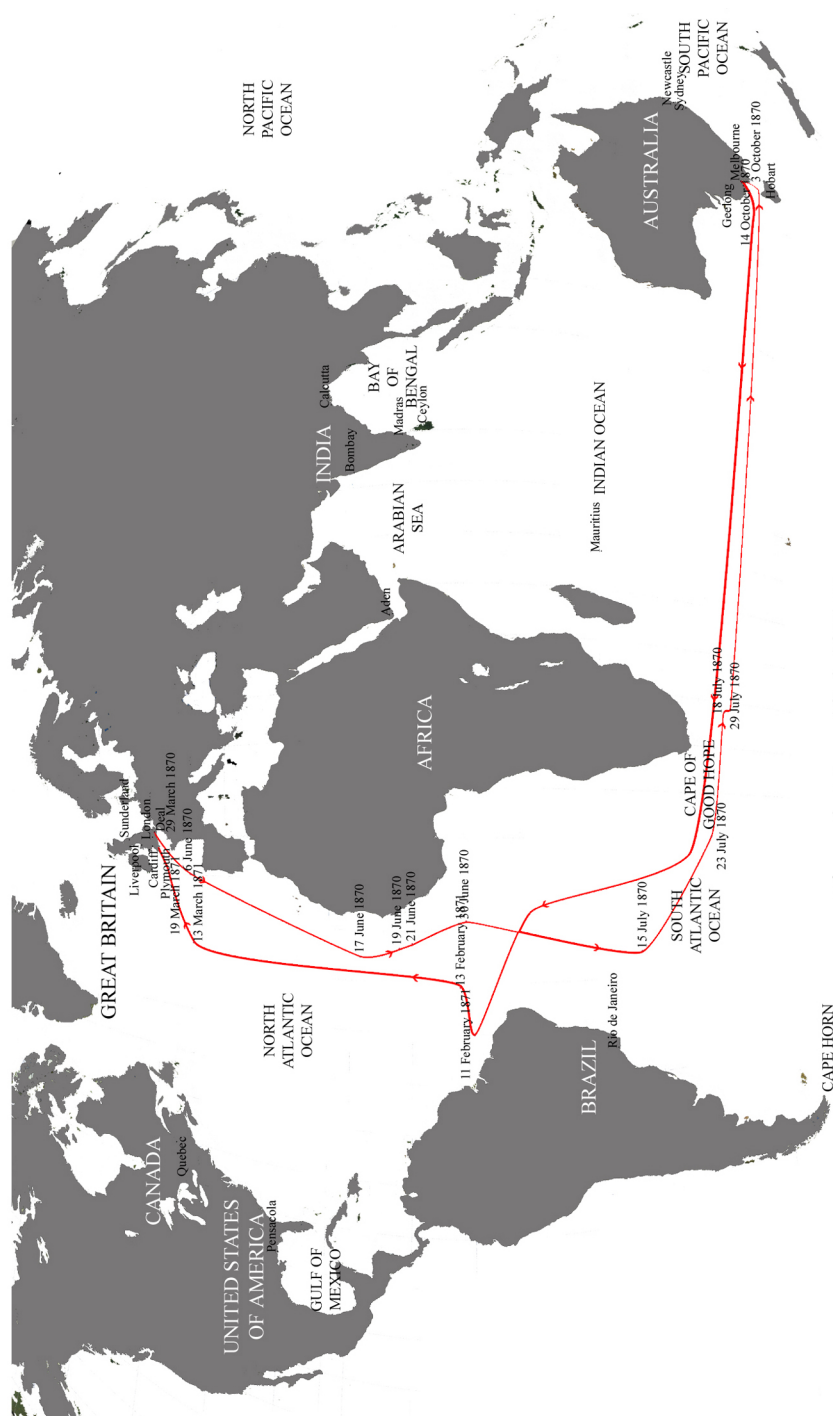 NORTH
PACIFIC
OCEAN
SOUTH
PACIFIC
OCEAN
Newcastle
Sydney
AUSTRALIA
Geelong
Melbourne
14 October 1870
3 October 1870
Hobart
Calcutta
BAY
OF
BENGAL
Madras
Ceylon
INDIA
Bombay
ARABIAN
SEA
INDIAN OCEAN
Mauritius
Aden
AFRICA
CAPE OF
GOOD HOPE
18 July 1870
29 July 1870
23 July 1870
15 July 1870
SOUTH
ATLANTIC
OCEAN
GREAT BRITAIN
Sunderland
Liverpool
London
Cardiff
Deal
Plymouth
29 March 1870
6 June 1870
19 March 1871
13 March 1871
17 June 1870
19 June 1870
21 June 1870
30 June 1870
13 February 1871
11 February 1871
NORTH
ATLANTIC
OCEAN
Rio de Janeiro
BRAZIL
CAPE HORN
CANADA
Quebec
UNITED STATES
OF AMERICA
Pensacola
GULF OF
MEXICO